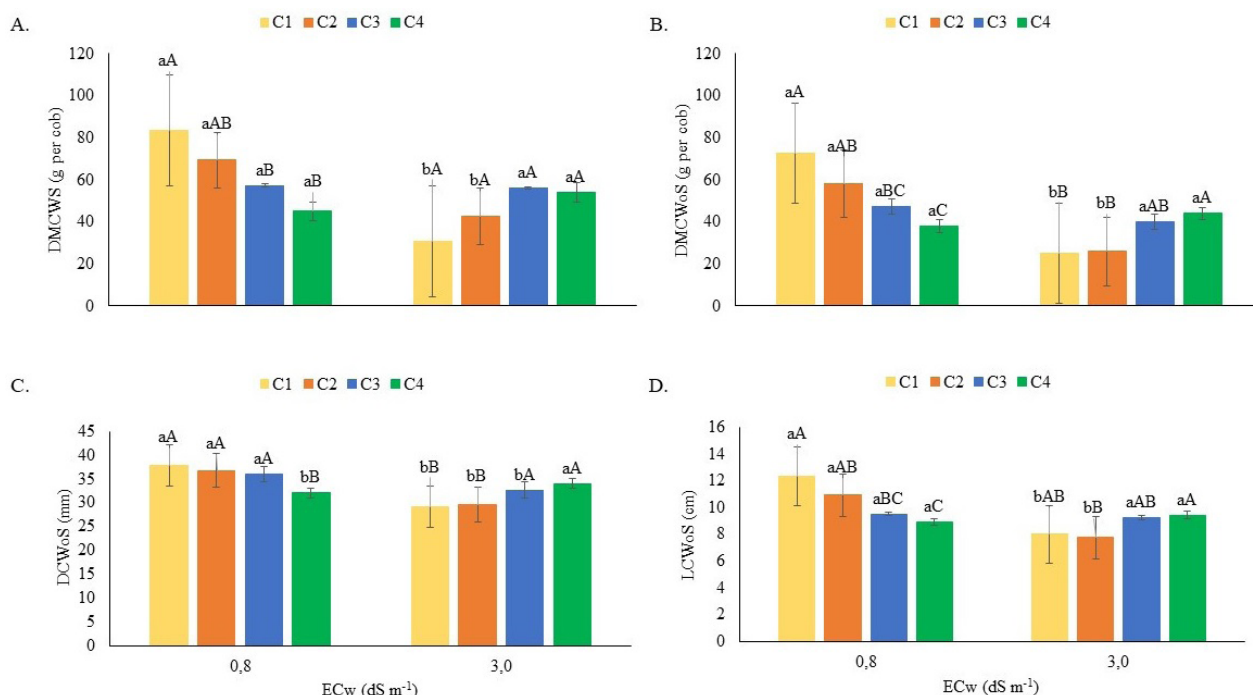 A.
C1 C2 C3 C4
DMCWS (g per cob)
120
100
80
60
40
20
0
aA
aAB
aB
aB
bA
bA
aA
aA
B.
C1 C2 C3 C4
DMCWoS (g per cob)
120
100
80
60
40
20
0
aA
aAB
aBC
aC
bB
bB
aAB
aA
C.
C1 C2 C3 C4
DCWoS (mm)
45
40
35
30
25
20
15
10
5
0
aA
aA
aA
bB
bB
bB
bA
aA
0,8 3,0
ECw (dS m⁻¹)
D.
C1 C2 C3 C4
LCWoS (cm)
16
14
12
10
8
6
4
2
0
aA
aAB
aBC
aC
bAB
bB
aAB
aA
0,8 3,0
ECw (dS m⁻¹)